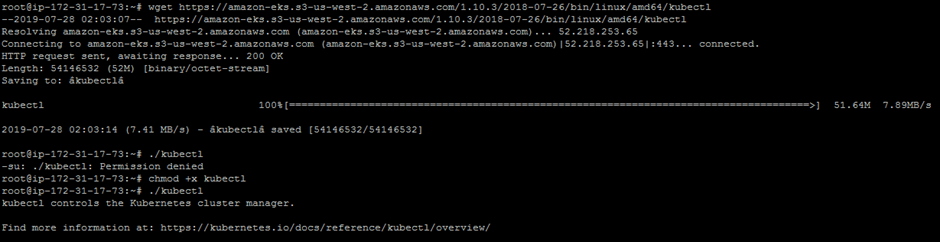 root@ip-172-31-17-73:~# wget https://amazon-eks.s3-us-west-2.amazonaws.com/1.10.3/2018-07-26/bin/linux/amd64/kubectl
--2019-07-28 02:03:07--  https://amazon-eks.s3-us-west-2.amazonaws.com/1.10.3/2018-07-26/bin/linux/amd64/kubectl
Resolving amazon-eks.s3-us-west-2.amazonaws.com (amazon-eks.s3-us-west-2.amazonaws.com)... 52.218.253.65
Connecting to amazon-eks.s3-us-west-2.amazonaws.com (amazon-eks.s3-us-west-2.amazonaws.com)|52.218.253.65|:443... connected.
HTTP request sent, awaiting response... 200 OK
Length: 54146532 (52M) [binary/octet-stream]
Saving to: âkubectlâ
kubectl 100%[===================================================================================>] 51.64M 7.89MB/s
2019-07-28 02:03:14 (7.41 MB/s) - âkubectlâ saved [54146532/54146532]
root@ip-172-31-17-73:~# ./kubectl
-su: ./kubectl: Permission denied
root@ip-172-31-17-73:~# chmod +x kubectl
root@ip-172-31-17-73:~# ./kubectl
kubectl controls the Kubernetes cluster manager.
Find more information at: https://kubernetes.io/docs/reference/kubectl/overview/